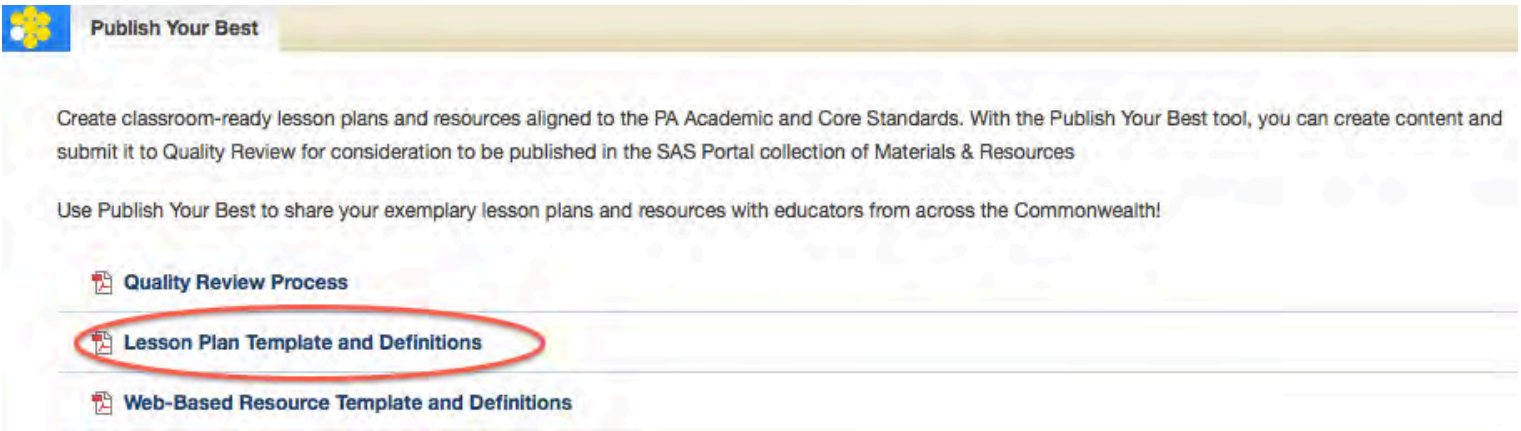 Publish Your Best
Create classroom-ready lesson plans and resources aligned to the PA Academic and Core Standards. With the Publish Your Best tool, you can create content and
submit it to Quality Review for consideration to be published in the SAS Portal collection of Materials & Resources
Use Publish Your Best to share your exemplary lesson plans and resources with educators from across the Commonwealth!
Quality Review Process
Lesson Plan Template and Definitions
Web-Based Resource Template and Definitions